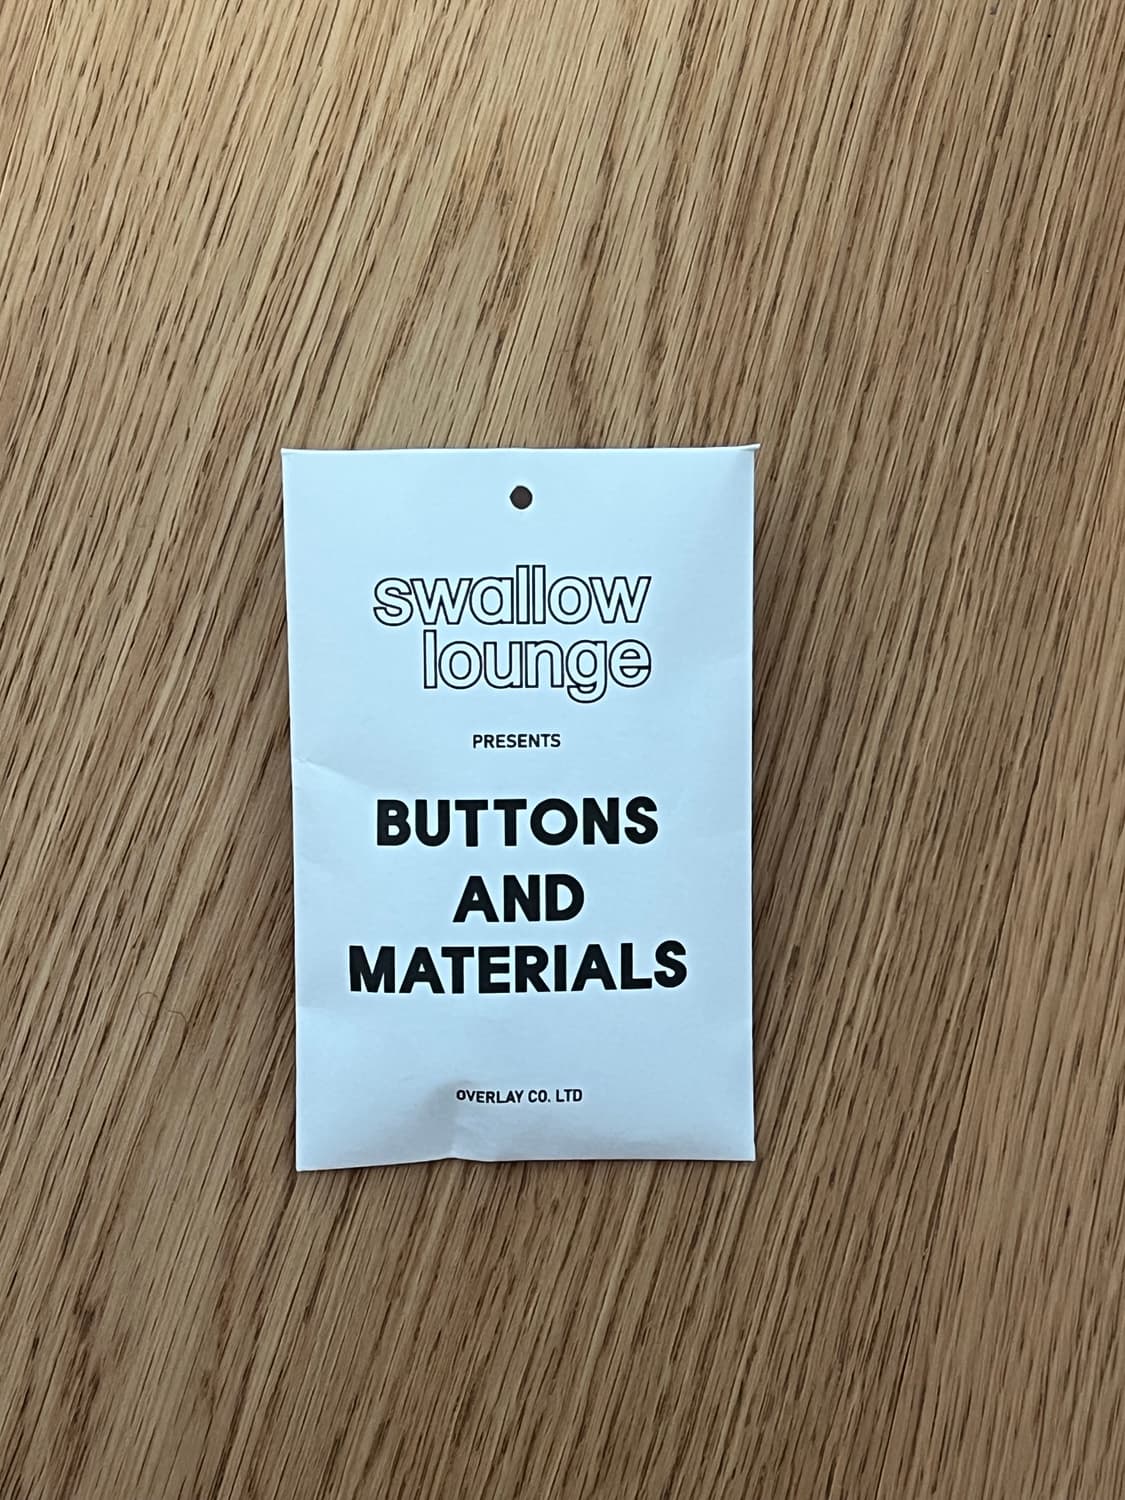 swallow
lounge
PRESENTS
BUTTONS
AND
MATERIALS
OVERLAY CO. LTD